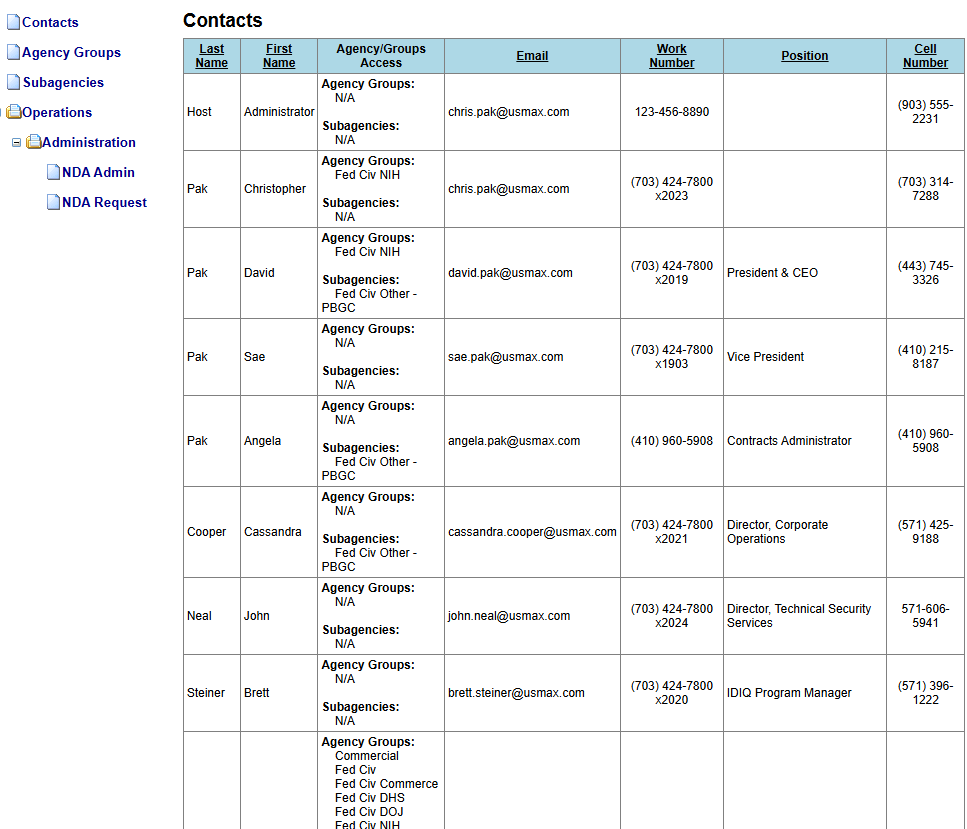 Contacts
Agency Groups
Subagencies
Operations
Administration
NDA Admin
NDA Request
Contacts
Last Name
First Name
Agency/Groups Access
Email
Work Number
Position
Cell Number
Host
Administrator
Agency Groups:
N/A
Subagencies:
N/A
chris.pak@usmax.com
123-456-8890
(903) 555-
2231
Pak
Christopher
Agency Groups:
Fed Civ NIH
Subagencies:
N/A
chris.pak@usmax.com
(703) 424-7800
x2023
(703) 314-
7288
Pak
David
Agency Groups:
Fed Civ NIH
Subagencies:
Fed Civ Other -
PBGC
david.pak@usmax.com
(703) 424-7800
x2019
President & CEO
(443) 745-
3326
Pak
Sae
Agency Groups:
N/A
Subagencies:
N/A
sae.pak@usmax.com
(703) 424-7800
x1903
Vice President
(410) 215-
8187
Pak
Angela
Agency Groups:
N/A
Subagencies:
Fed Civ Other -
PBGC
angela.pak@usmax.com
(410) 960-5908
Contracts Administrator
(410) 960-
5908
Cooper
Cassandra
Agency Groups:
N/A
Subagencies:
Fed Civ Other -
PBGC
cassandra.cooper@usmax.com
(703) 424-7800
x2021
Director, Corporate
Operations
(571) 425-
9188
Neal
John
Agency Groups:
N/A
Subagencies:
N/A
john.neal@usmax.com
(703) 424-7800
x2024
Director, Technical Security
Services
571-606-
5941
Steiner
Brett
Agency Groups:
N/A
Subagencies:
N/A
brett.steiner@usmax.com
(703) 424-7800
x2020
IDIQ Program Manager
(571) 396-
1222
Agency Groups:
Commercial
Fed Civ
Fed Civ Commerce
Fed Civ DHS
Fed Civ DOJ
Fed Civ NIH